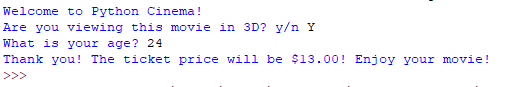 Welcome to Python Cinema!
Are you viewing this movie in 3D? y/n Y
What is your age? 24
Thank you! The ticket price will be $13.00! Enjoy your movie!
>>>